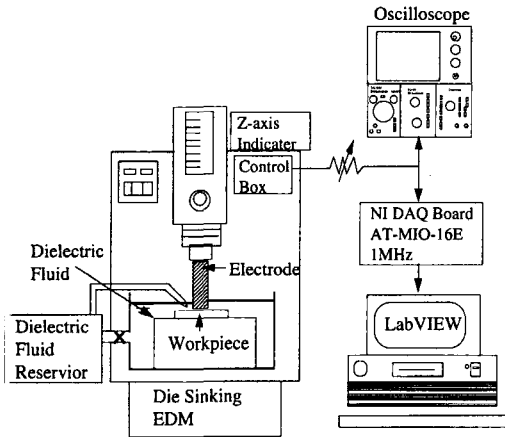 Oscilloscope
Z-axis
Indicater
Control
Box
NI DAQ Board
AT-MIO-16E
1MHz
Dielectric
Fluid
Electrode
LabVIEW
Dielectric
Fluid
Reservior
Workpiece
Die Sinking
EDM